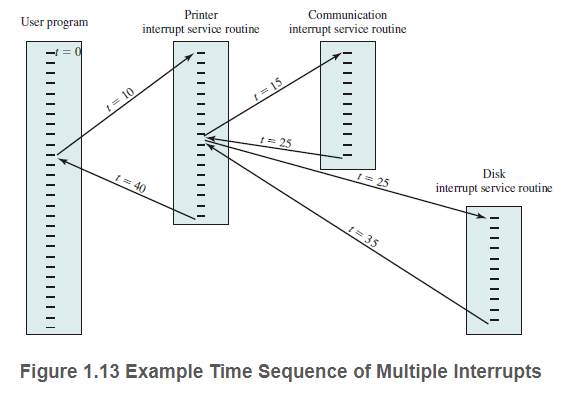 User program
Printer
interrupt service routine
Communication
interrupt service routine
t = 0
t = 10
t = 15
t = 25
t = 40
t = 25
Disk
interrupt service routine
t = 35
Figure 1.13 Example Time Sequence of Multiple Interrupts